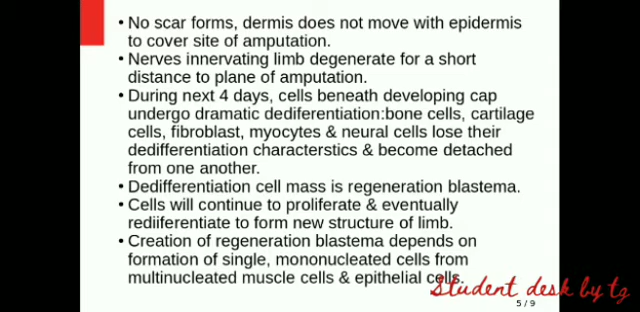 • No scar forms, dermis does not move with epidermis
to cover site of amputation.
• Nerves innervating limb degenerate for a short
distance to plane of amputation.
• During next 4 days, cells beneath developing cap
undergo dramatic dediferentiation:bone cells, cartilage
cells, fibroblast, myocytes & neural cells lose their
dedifferentiation characterstics & become detached
from one another.
• Dedifferentiation cell mass is regeneration blastema.
• Cells will continue to proliferate & eventually
rediiferentiate to form new structure of limb.
• Creation of regeneration blastema depends on
formation of single, mononucleated cells from
multinucleated muscle cells & epithelial cells.
Student desk by tg
5 / 9